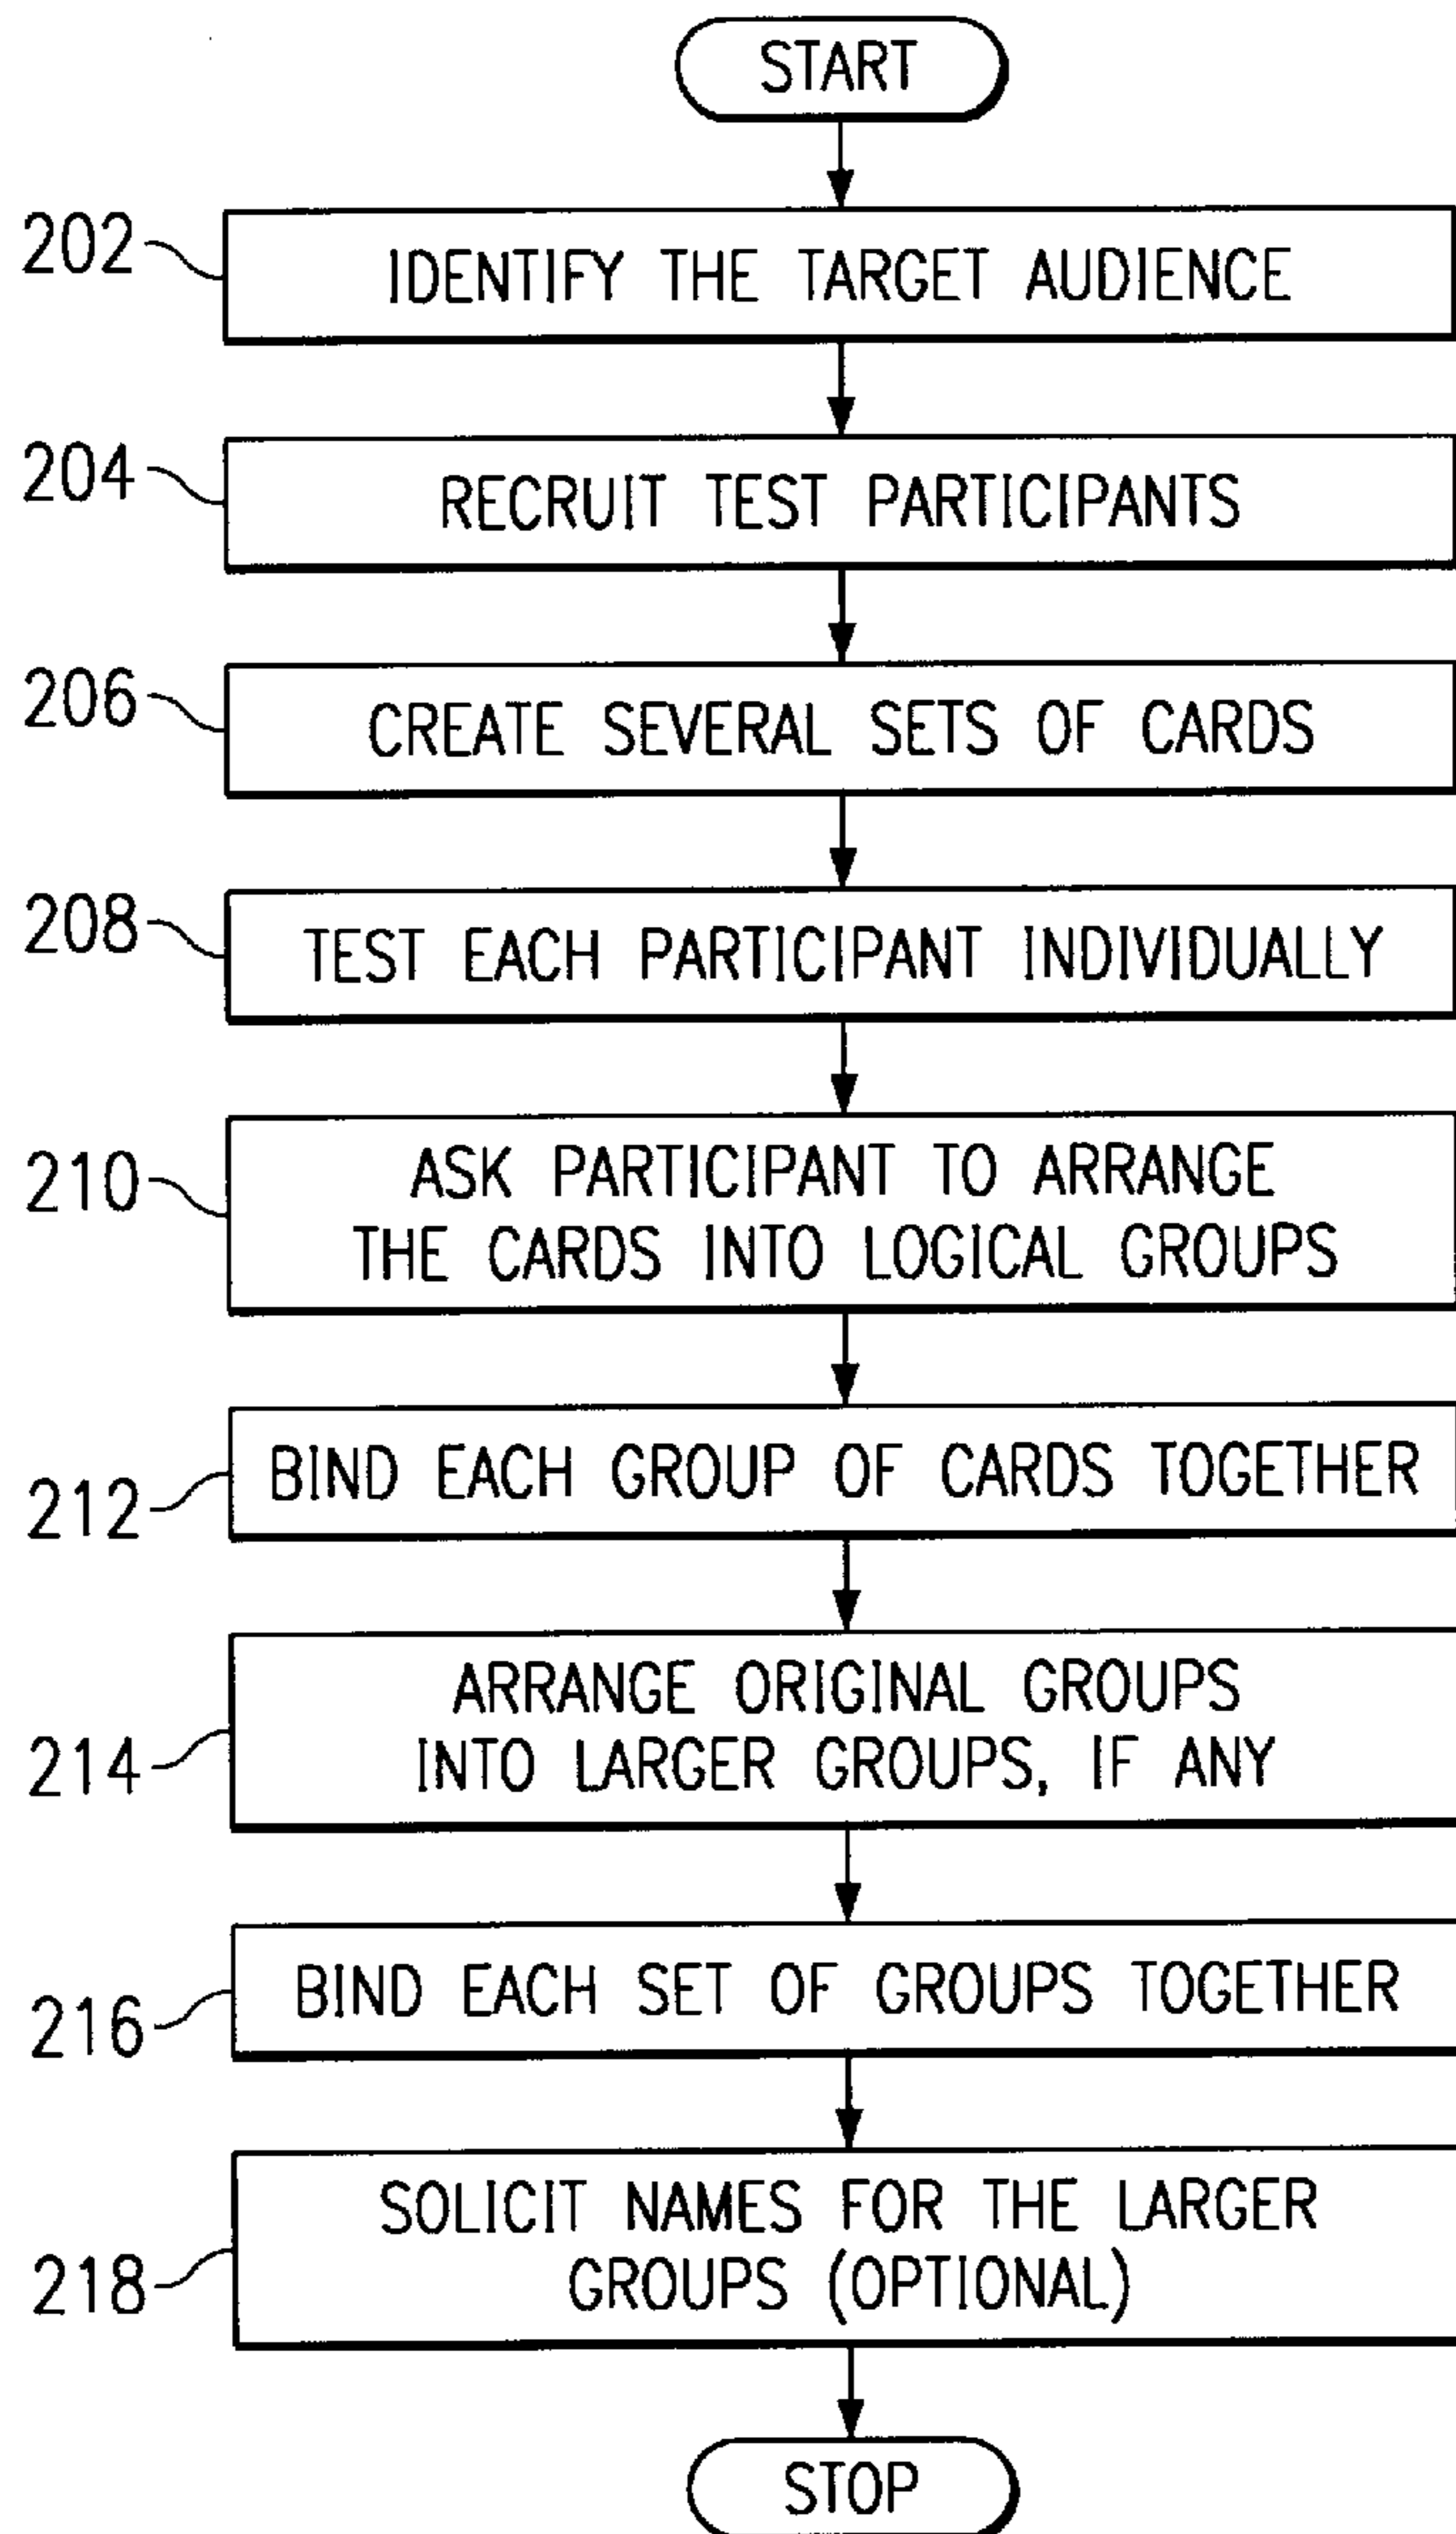 START
202
IDENTIFY THE TARGET AUDIENCE
204
RECRUIT TEST PARTICIPANTS
206
CREATE SEVERAL SETS OF CARDS
208
TEST EACH PARTICIPANT INDIVIDUALLY
210
ASK PARTICIPANT TO ARRANGE
THE CARDS INTO LOGICAL GROUPS
212
BIND EACH GROUP OF CARDS TOGETHER
214
ARRANGE ORIGINAL GROUPS
INTO LARGER GROUPS, IF ANY
216
BIND EACH SET OF GROUPS TOGETHER
218
SOLICIT NAMES FOR THE LARGER
GROUPS (OPTIONAL)
STOP